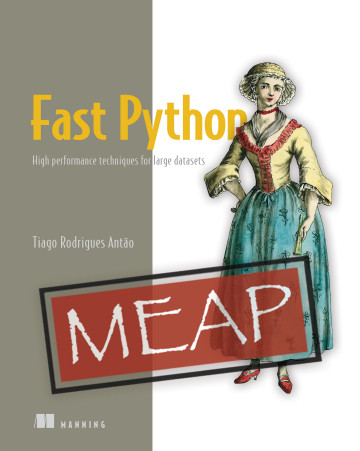 Fast Python
High performance techniques for large datasets
Tiago Rodrigues Antão
MEAP
MANNING